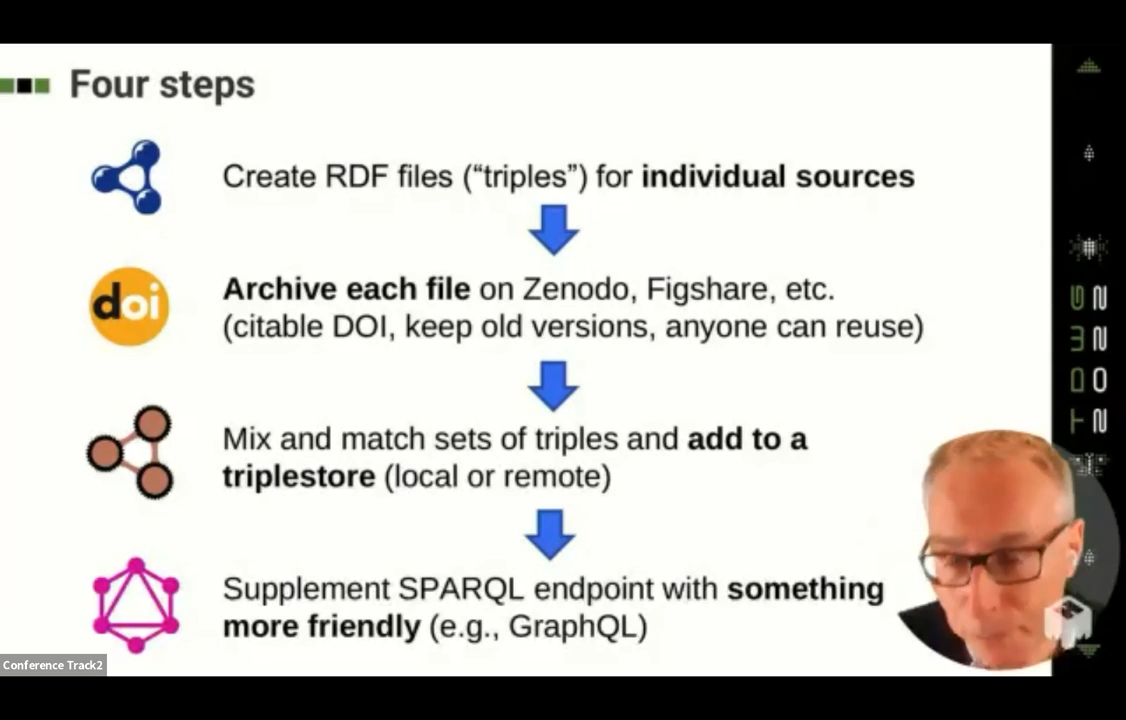 Four steps
Create RDF files (“triples”) for individual sources
doi
Archive each file on Zenodo, Figshare, etc.
(citable DOI, keep old versions, anyone can reuse)
Mix and match sets of triples and add to a
triplestore (local or remote)
Supplement SPARQL endpoint with something
more friendly (e.g., GraphQL)
Conference Track2